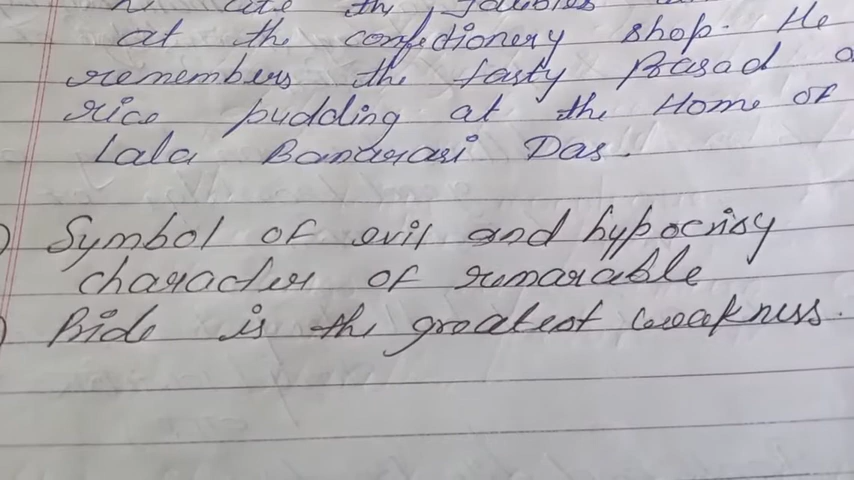 at the confectionery shop. He
remembers the tasty Prasad
rice pudding at the Home OF
Lala Banarasi Das.
) Symbol of evil and hypocrisy
character of remarable
) Pride is the greatest weakness.